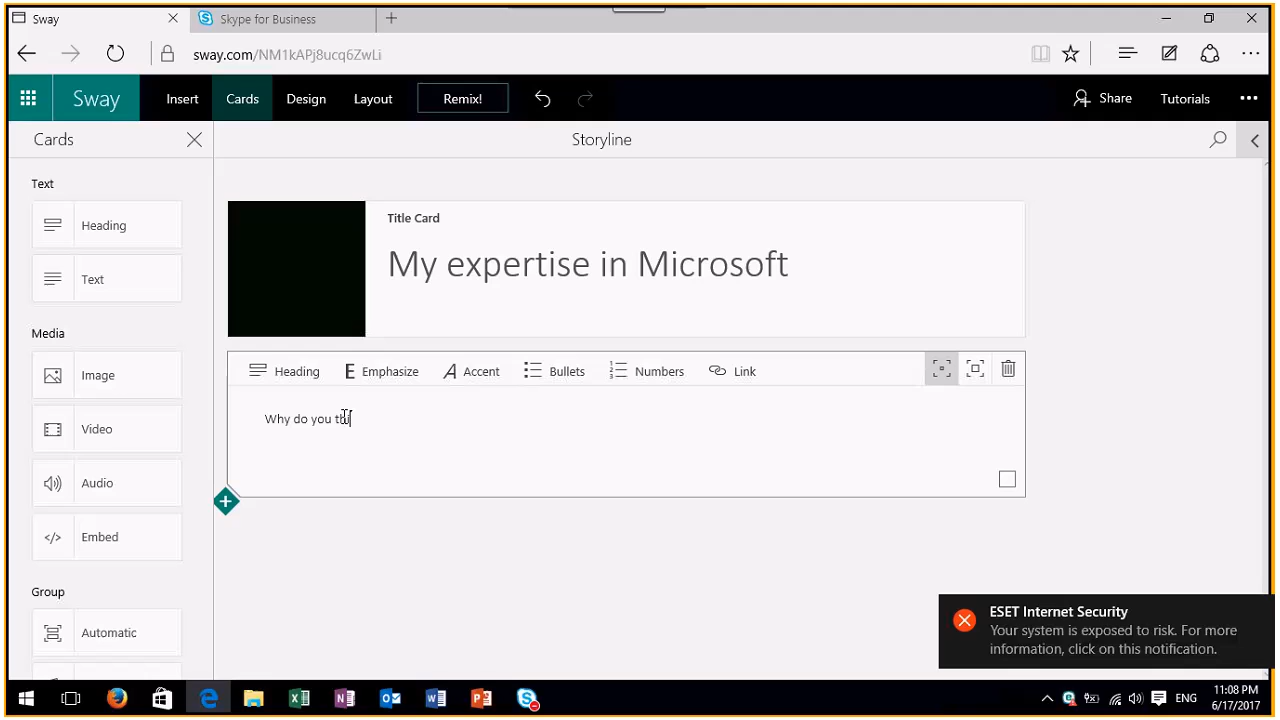 Sway
Skype for Business
sway.com/NM1kAPj8ucq6ZwLi
Sway
Insert
Cards
Design
Layout
Remix!
Share
Tutorials
Cards
Storyline
Text
Heading
Text
Media
Image
Video
Audio
Embed
Group
Automatic
Title Card
My expertise in Microsoft
Heading
E Emphasize
A Accent
Bullets
Numbers
Link
Why do you thi
ESET Internet Security
Your system is exposed to risk. For more
information, click on this notification.
ENG
11:08 PM
6/17/2017